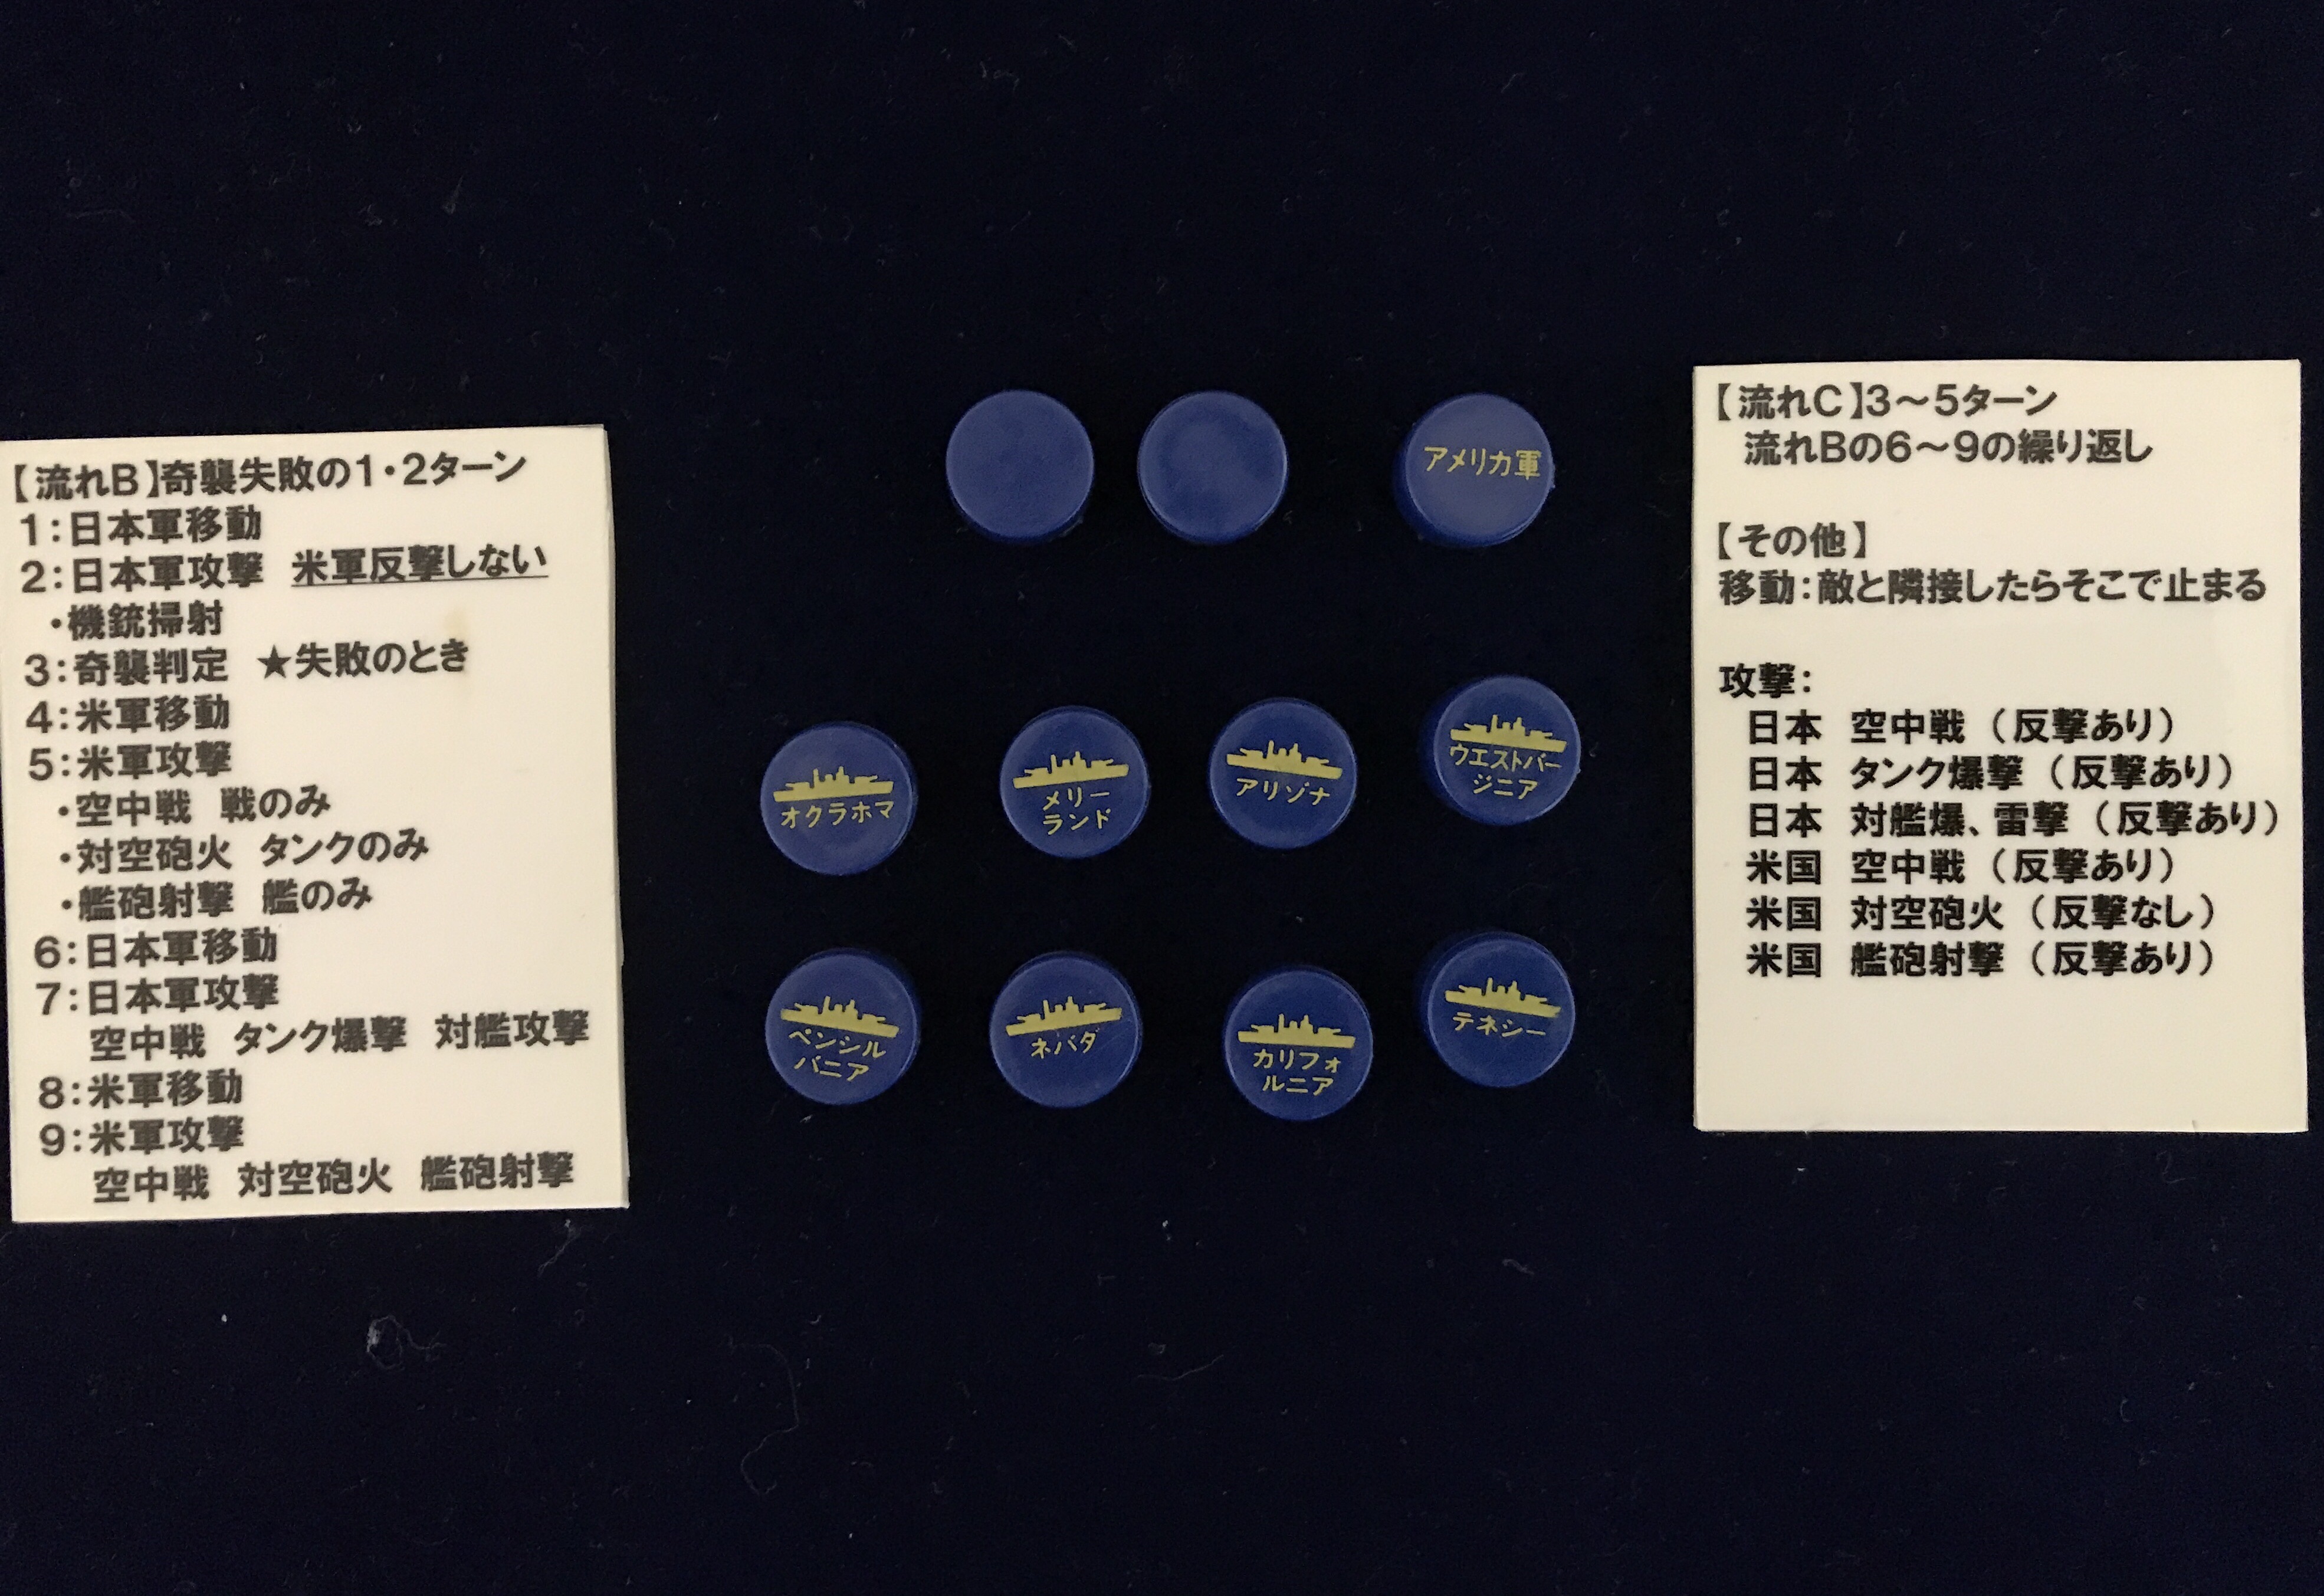 【流れB】奇襲失敗の1・2ターン
1:日本軍移動
2:日本軍攻撃 米軍反撃しない
・機銃掃射
3:奇襲判定 ★失敗のとき
4:米軍移動
5:米軍攻撃
・空中戦 戦のみ
・対空砲火 タンクのみ
・艦砲射撃 艦のみ
6:日本軍移動
7:日本軍攻撃
空中戦 タンク爆撃 対艦攻撃
8:米軍移動
9:米軍攻撃
空中戦 対空砲火 艦砲射撃
アメリカ軍
オクラホマ
メリー
ランド
アリゾナ
ウエストバー
ジニア
ペンシル
バニア
ネバダ
カリフォ
ルニア
テネシー
【流れC】3～5ターン
流れBの6～9の繰り返し
【その他】
移動:敵と隣接したらそこで止まる
攻撃:
日本 空中戦 (反撃あり)
日本 タンク爆撃 (反撃あり)
日本 対艦爆、雷撃 (反撃あり)
米国 空中戦 (反撃あり)
米国 対空砲火 (反撃なし)
米国 艦砲射撃 (反撃あり)